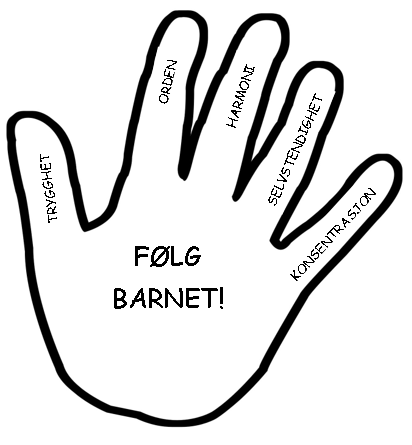 TRYGGHET
ORDEN
HARMONI
SELVSTENDIGHET
KONSENTRASJON
FØLG
BARNET!